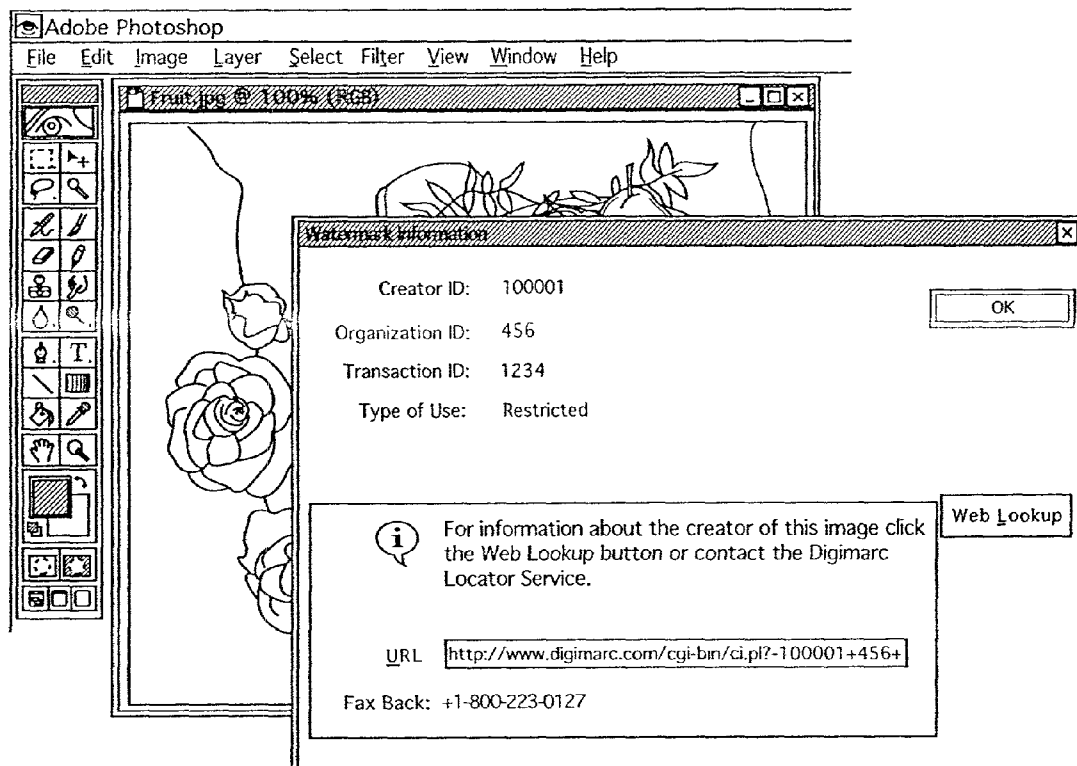 Adobe Photoshop
File Edit Image Layer Select Filter View Window Help
Fruit.jpg @ 100% (RGB)
T
Watermark information
Creator ID: 100001
OK
Organization ID: 456
Transaction ID: 1234
Type of Use: Restricted
Web Lookup
i
For information about the creator of this image click
the Web Lookup button or contact the Digimarc
Locator Service.
URL http://www.digimarc.com/cgi-bin/ci.pl?-100001+456+
Fax Back: +1-800-223-0127